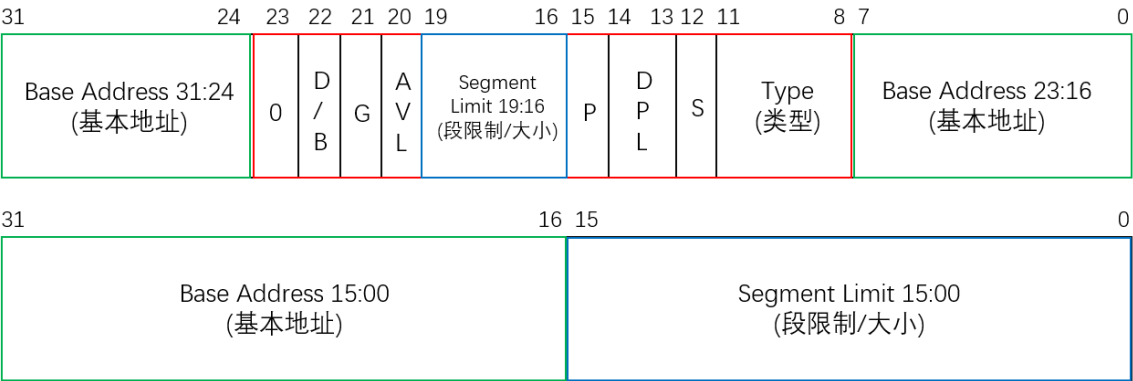 31 24 23 22 21 20 19 16 15 14 13 12 11 8 7 0
Base Address 31:24
(基本地址)
0
D
/
B
G
A
V
L
Segment
Limit 19:16
(段限制/大小)
P
D
P
L
S
Type
(类型)
Base Address 23:16
(基本地址)
31 16 15 0
Base Address 15:00
(基本地址)
Segment Limit 15:00
(段限制/大小)